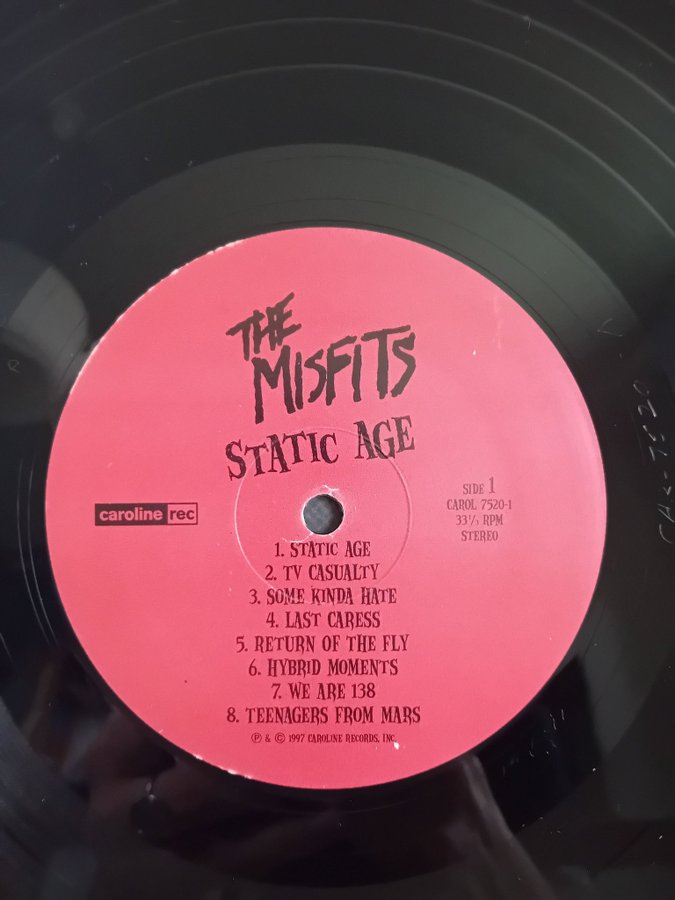 THE
MISFITS
STATIC AGE
caroline rec
SIDE 1
CAROL 7520-1
33⅓ RPM
STEREO
1. STATIC AGE
2. TV CASUALTY
3. SOME KINDA HATE
4. LAST CARESS
5. RETURN OF THE FLY
6. HYBRID MOMENTS
7. WE ARE 138
8. TEENAGERS FROM MARS
℗ & © 1997 CAROLINE RECORDS, INC.